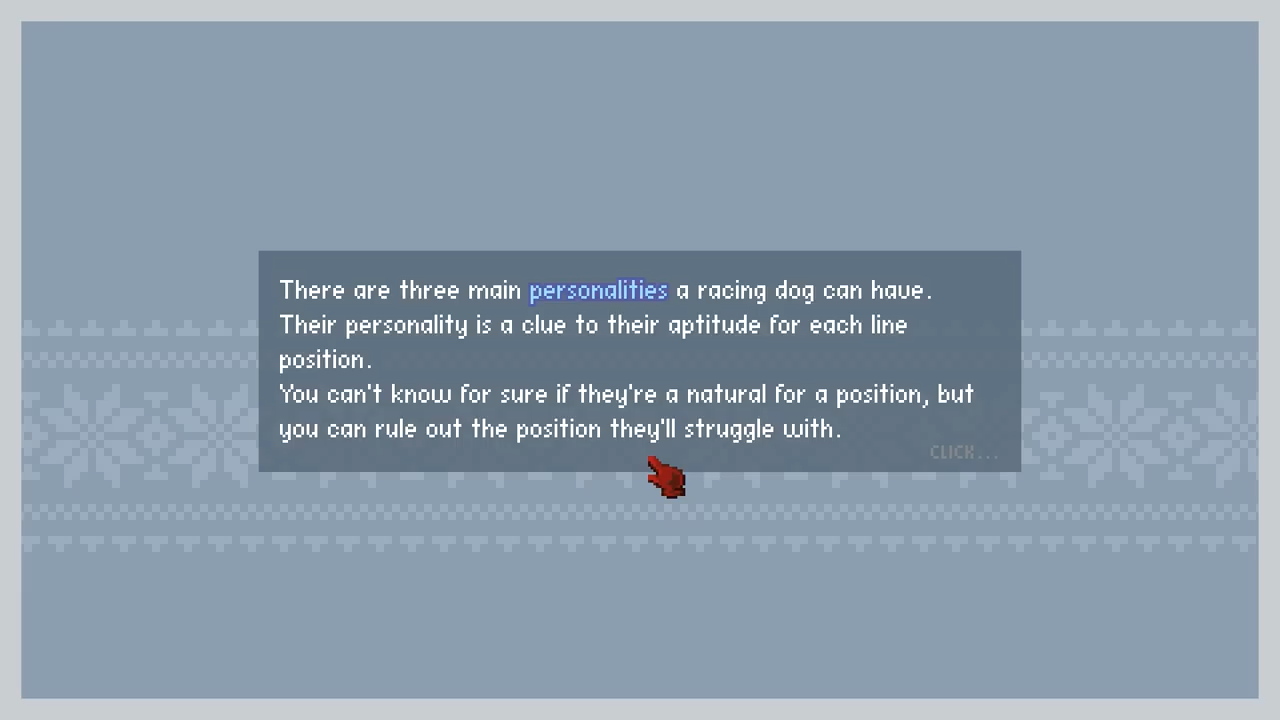 There are three main personalities a racing dog can have.
Their personality is a clue to their aptitude for each line
position.
You can't know for sure if they're a natural for a position, but
you can rule out the position they'll struggle with.
CLICK...